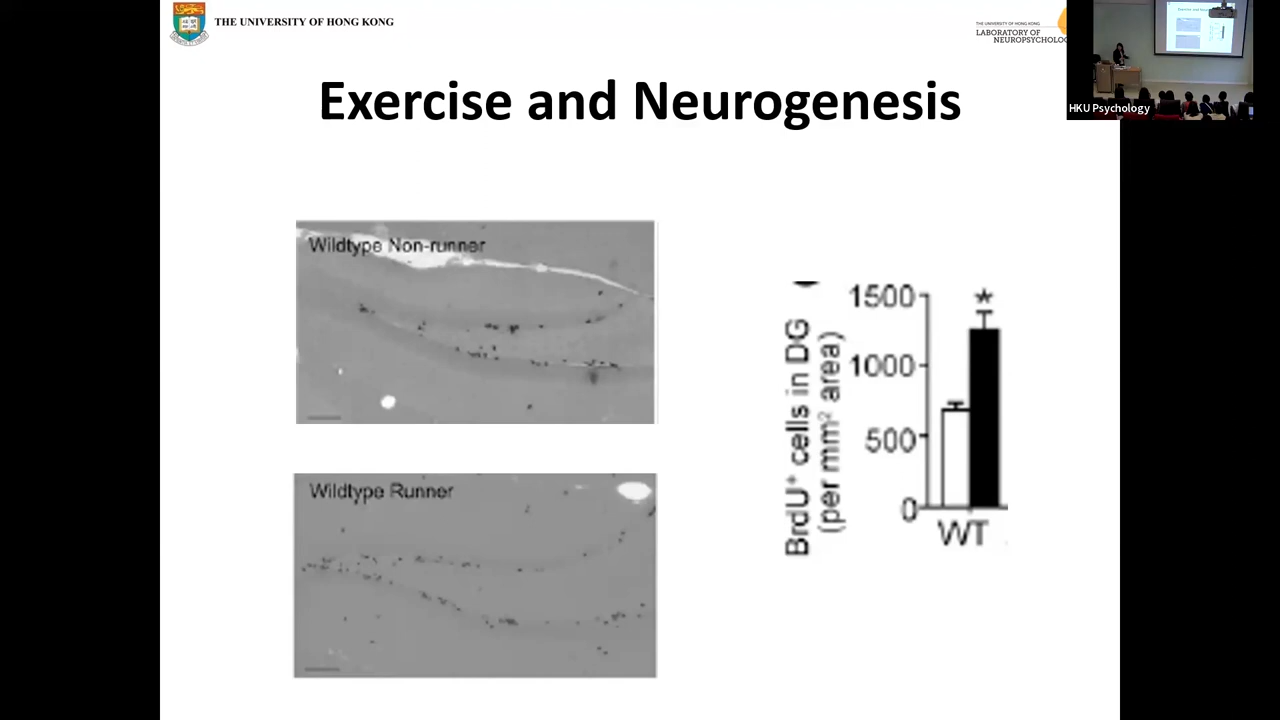 THE UNIVERSITY OF HONG KONG
THE UNIVERSITY OF HONG KONG
LABORATORY OF
HKU Psychology
Exercise and Neurogenesis
Wildtype Non-runner
Wildtype Runner
BrdU⁺ cells in DG
(per mm² area)
1500
1000
500
0
*
WT